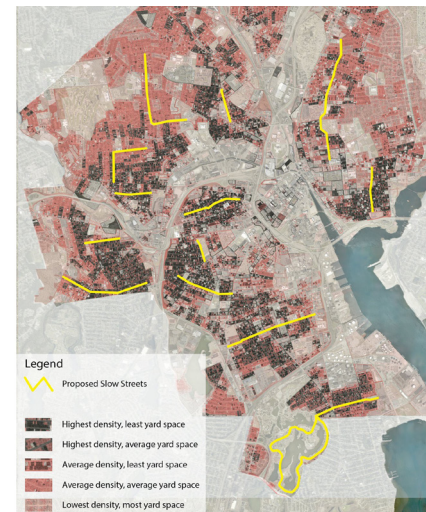 Legend
Proposed Slow Streets
Highest density, least yard space
Highest density, average yard space
Average density, least yard space
Average density, average yard space
Lowest density, most yard space